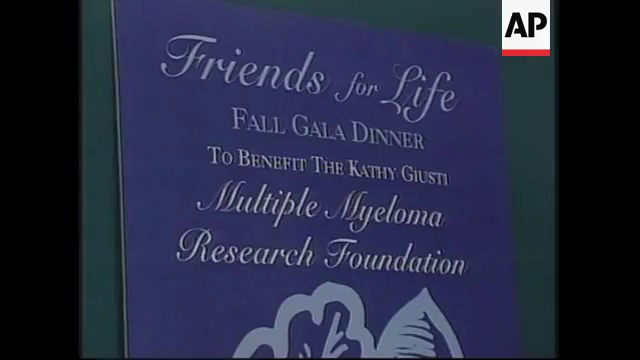 AP
Friends for Life
FALL GALA DINNER
TO BENEFIT THE KATHY GIUSTI
Multiple Myeloma
Research Foundation